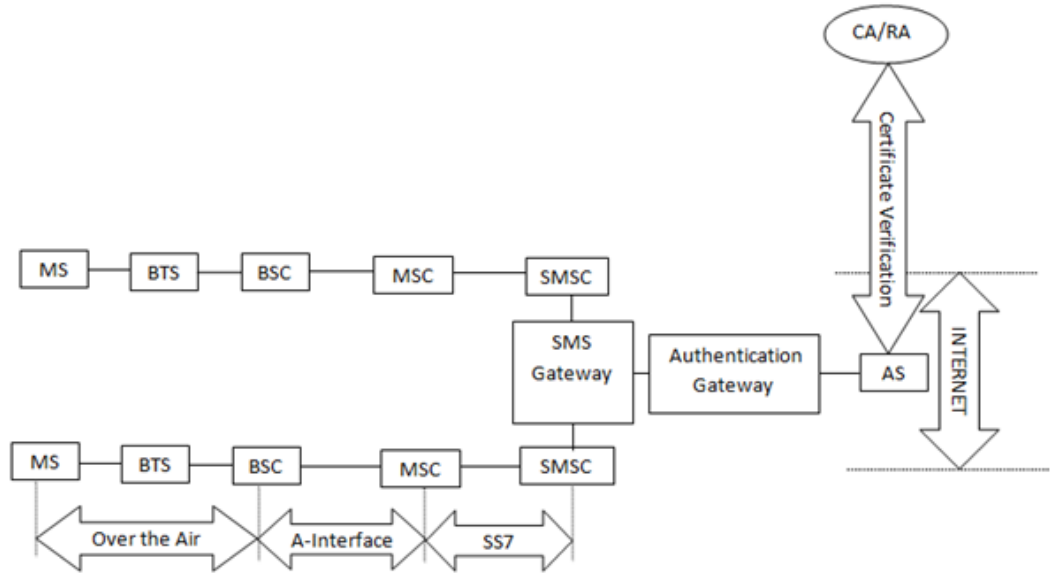 CA/RA
Certificate Verification
MS
BTS
BSC
MSC
SMSC
SMS
Gateway
Authentication
Gateway
AS
INTERNET
MS
BTS
BSC
MSC
SMSC
Over the Air
A-Interface
SS7